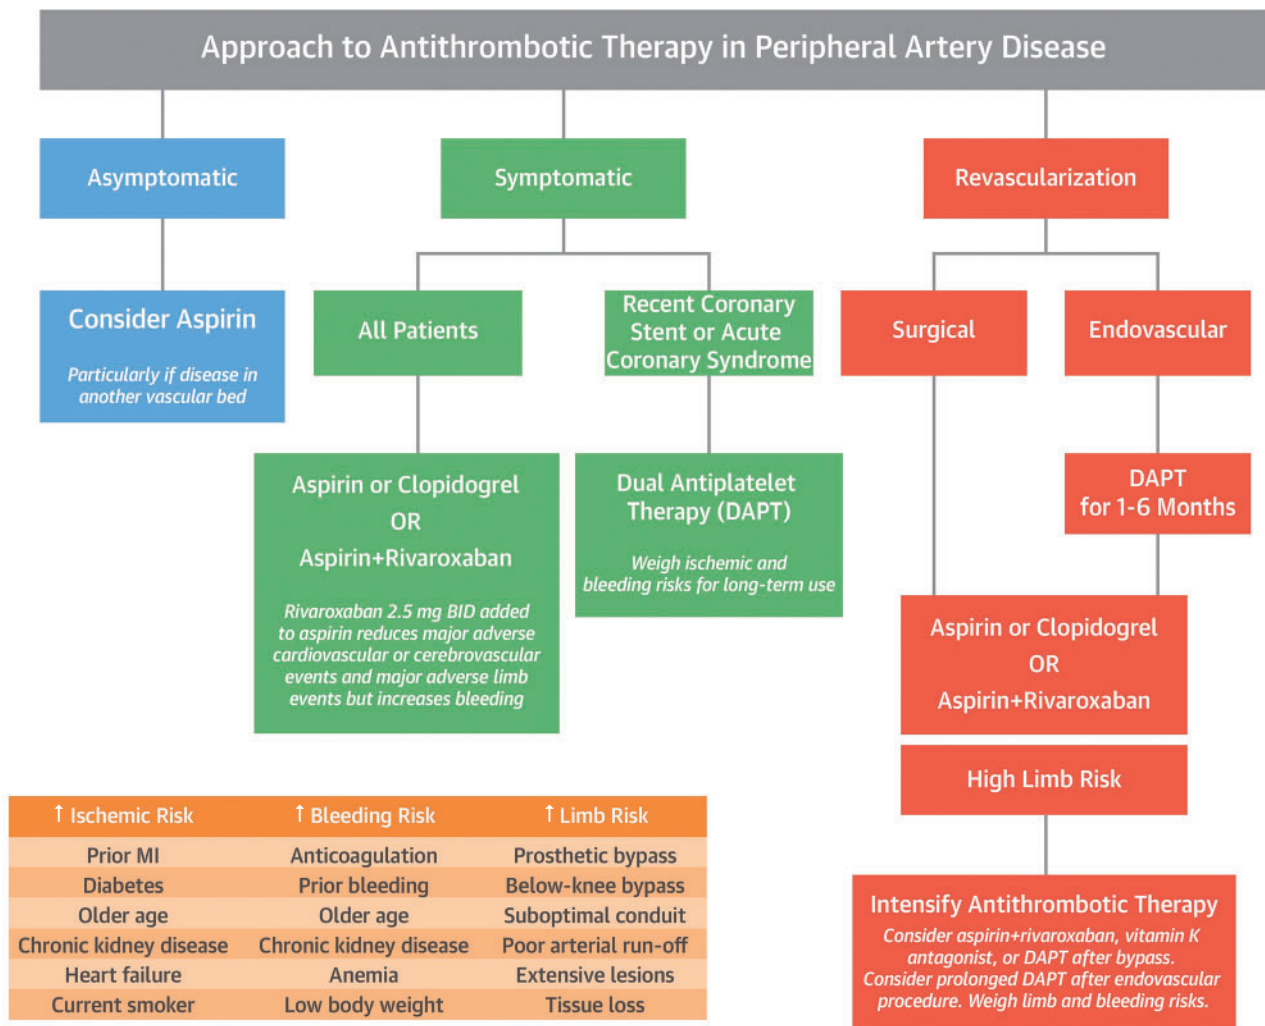 Approach to Antithrombotic Therapy in Peripheral Artery Disease
Asymptomatic
Symptomatic
Revascularization
Consider Aspirin
Particularly if disease in
another vascular bed
All Patients
Recent Coronary
Stent or Acute
Coronary Syndrome
Surgical
Endovascular
Aspirin or Clopidogrel
OR
Aspirin+Rivaroxaban
Rivaroxaban 2.5 mg BID added
to aspirin reduces major adverse
cardiovascular or cerebrovascular
events and major adverse limb
events but increases bleeding
Dual Antiplatelet
Therapy (DAPT)
Weigh ischemic and
bleeding risks for long-term use
DAPT
for 1-6 Months
Aspirin or Clopidogrel
OR
Aspirin+Rivaroxaban
High Limb Risk
Intensify Antithrombotic Therapy
Consider aspirin+rivaroxaban, vitamin K
antagonist, or DAPT after bypass.
Consider prolonged DAPT after endovascular
procedure. Weigh limb and bleeding risks.
↑ Ischemic Risk ↑ Bleeding Risk ↑ Limb Risk
Prior MI Anticoagulation Prosthetic bypass
Diabetes Prior bleeding Below-knee bypass
Older age Older age Suboptimal conduit
Chronic kidney disease Chronic kidney disease Poor arterial run-off
Heart failure Anemia Extensive lesions
Current smoker Low body weight Tissue loss